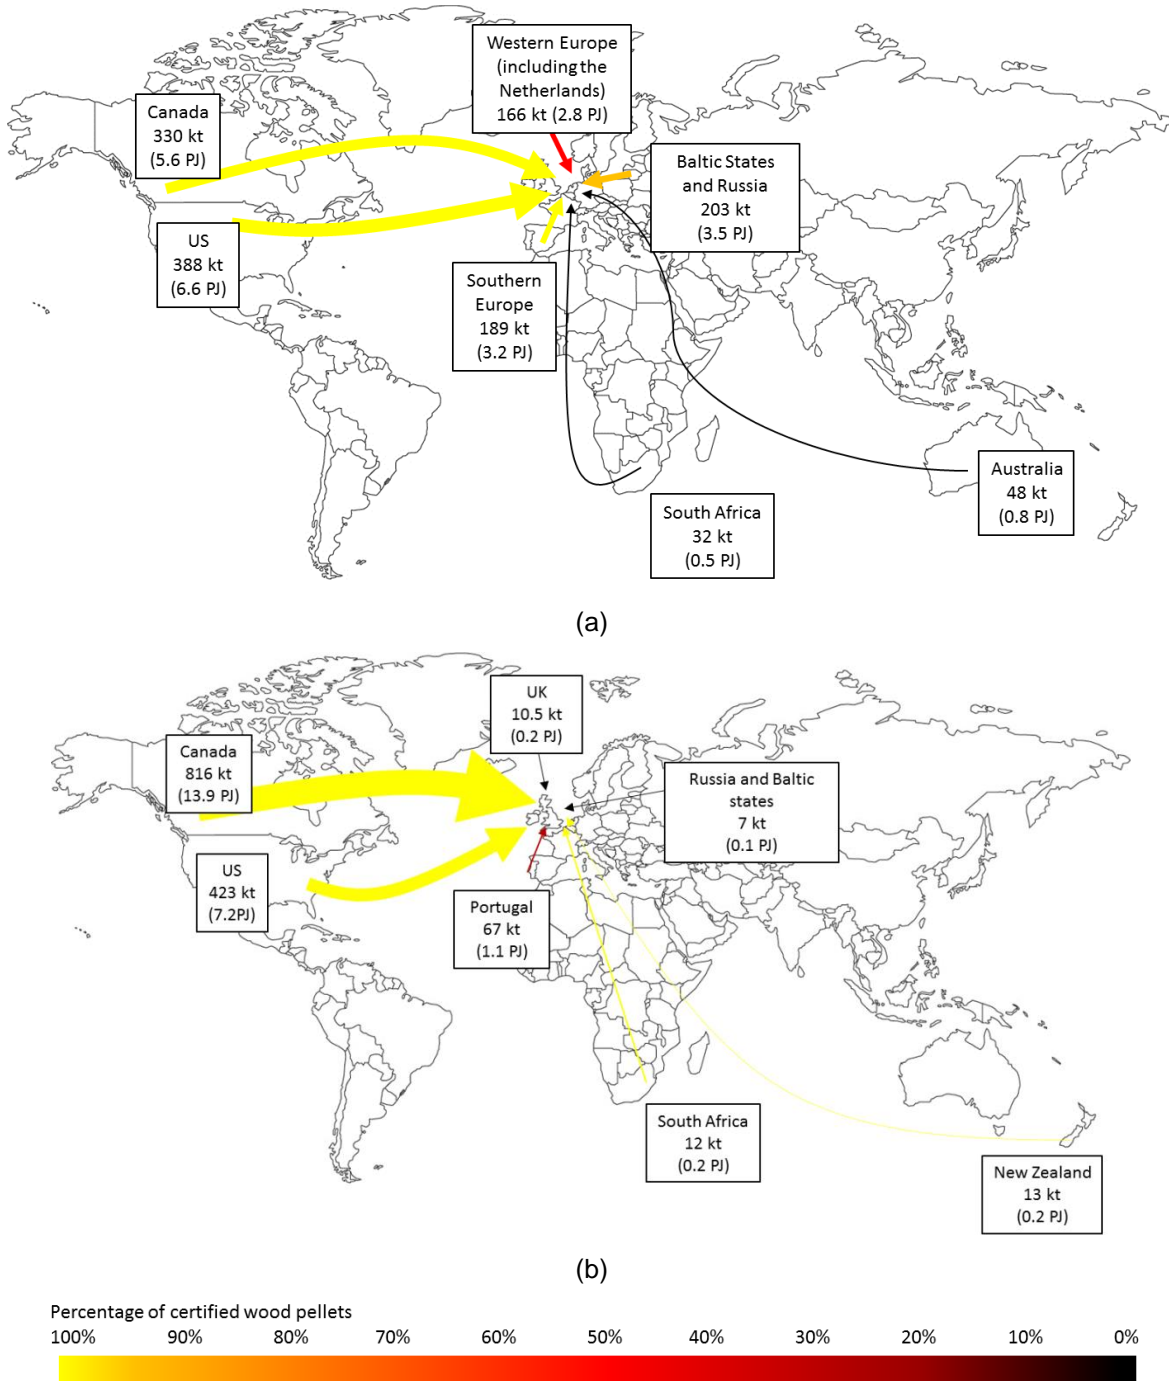 Western Europe
(including the
Netherlands)
166 kt (2.8 PJ)
Canada
330 kt
(5.6 PJ)
Baltic States
and Russia
203 kt
(3.5 PJ)
US
388 kt
(6.6 PJ)
Southern
Europe
189 kt
(3.2 PJ)
Australia
48 kt
(0.8 PJ)
South Africa
32 kt
(0.5 PJ)
(a)
UK
10.5 kt
(0.2 PJ)
Canada
816 kt
(13.9 PJ)
Russia and Baltic
states
7 kt
(0.1 PJ)
US
423 kt
(7.2PJ)
Portugal
67 kt
(1.1 PJ)
South Africa
12 kt
(0.2 PJ)
New Zealand
13 kt
(0.2 PJ)
(b)
Percentage of certified wood pellets
100% 90% 80% 70% 60% 50% 40% 30% 20% 10% 0%